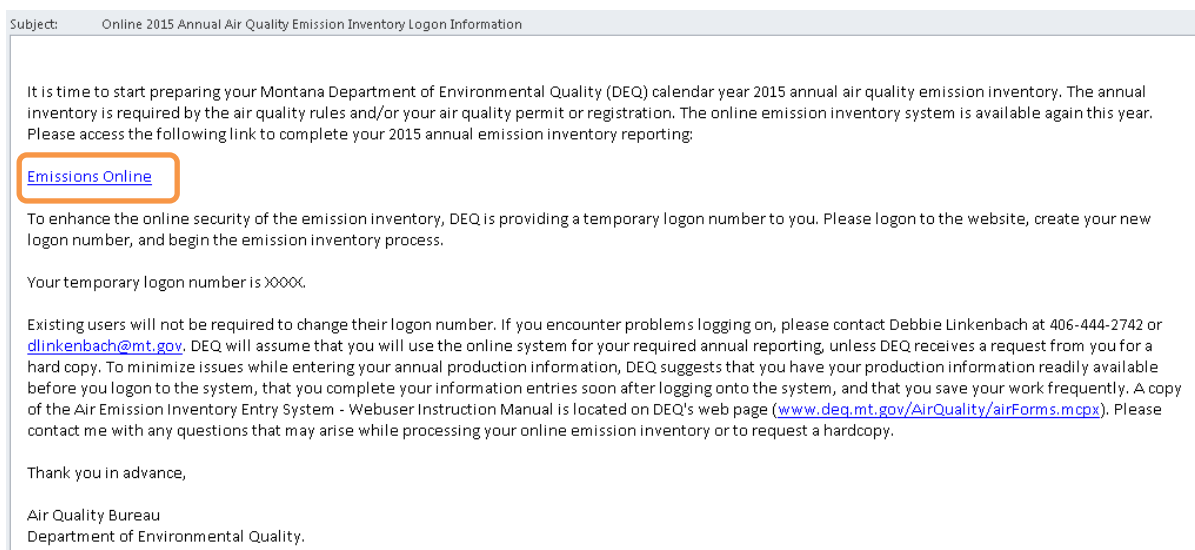 Subject: Online 2015 Annual Air Quality Emission Inventory Logon Information
It is time to start preparing your Montana Department of Environmental Quality (DEQ) calendar year 2015 annual air quality emission inventory. The annual
inventory is required by the air quality rules and/or your air quality permit or registration. The online emission inventory system is available again this year.
Please access the following link to complete your 2015 annual emission inventory reporting:
Emissions Online
To enhance the online security of the emission inventory, DEQ is providing a temporary logon number to you. Please logon to the website, create your new
logon number, and begin the emission inventory process.
Your temporary logon number is XXXX.
Existing users will not be required to change their logon number. If you encounter problems logging on, please contact Debbie Linkenbach at 406-444-2742 or
dlinkenbach@mt.gov. DEQ will assume that you will use the online system for your required annual reporting, unless DEQ receives a request from you for a
hard copy. To minimize issues while entering your annual production information, DEQ suggests that you have your production information readily available
before you logon to the system, that you complete your information entries soon after logging onto the system, and that you save your work frequently. A copy
of the Air Emission Inventory Entry System - Webuser Instruction Manual is located on DEQ's web page (www.deq.mt.gov/AirQuality/airForms.mcpx). Please
contact me with any questions that may arise while processing your online emission inventory or to request a hardcopy.
Thank you in advance,
Air Quality Bureau
Department of Environmental Quality.